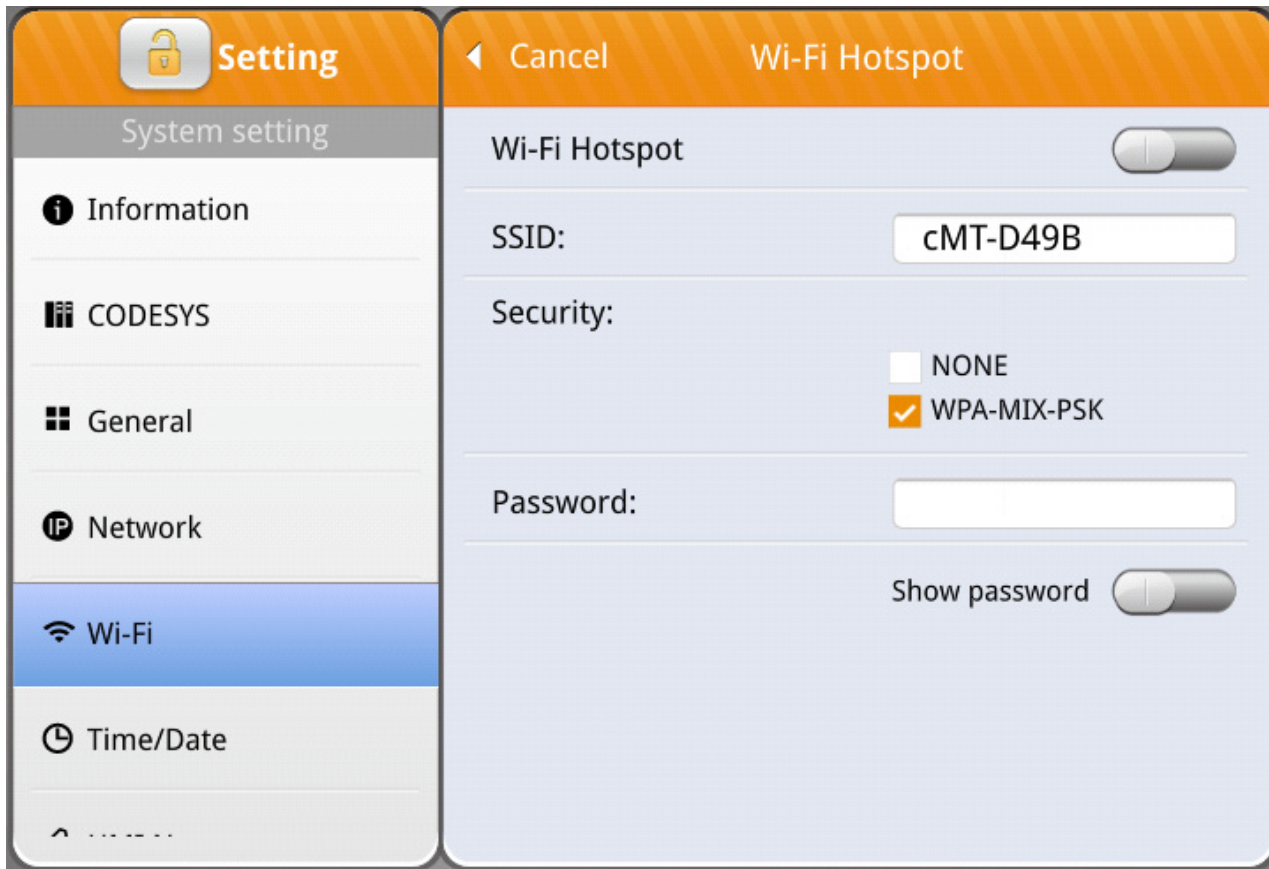 Setting
System setting
Information
CODESYS
General
IP Network
Wi-Fi
Time/Date
Cancel Wi-Fi Hotspot
Wi-Fi Hotspot
SSID: cMT-D49B
Security:
NONE
WPA-MIX-PSK
Password:
Show password